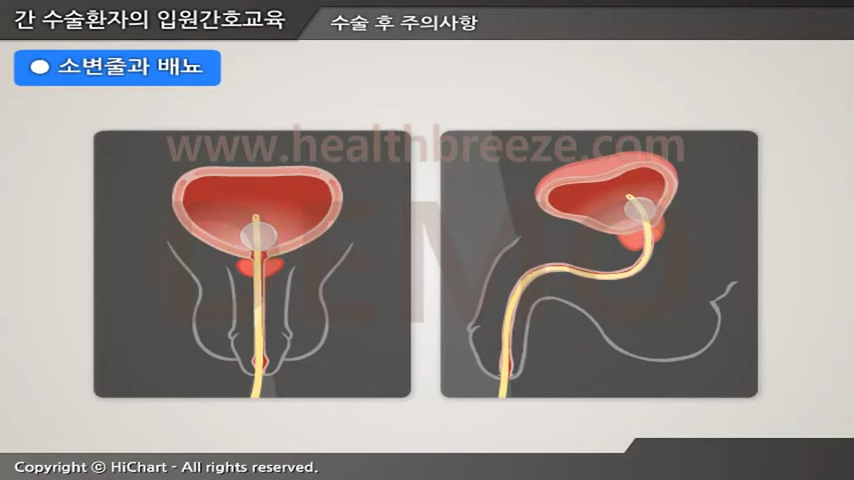 간 수술환자의 입원간호교육
수술 후 주의사항
소변줄과 배뇨
www.healthbreeze.com
DEMO
Copyright ⓒ HiChart - All rights reserved.